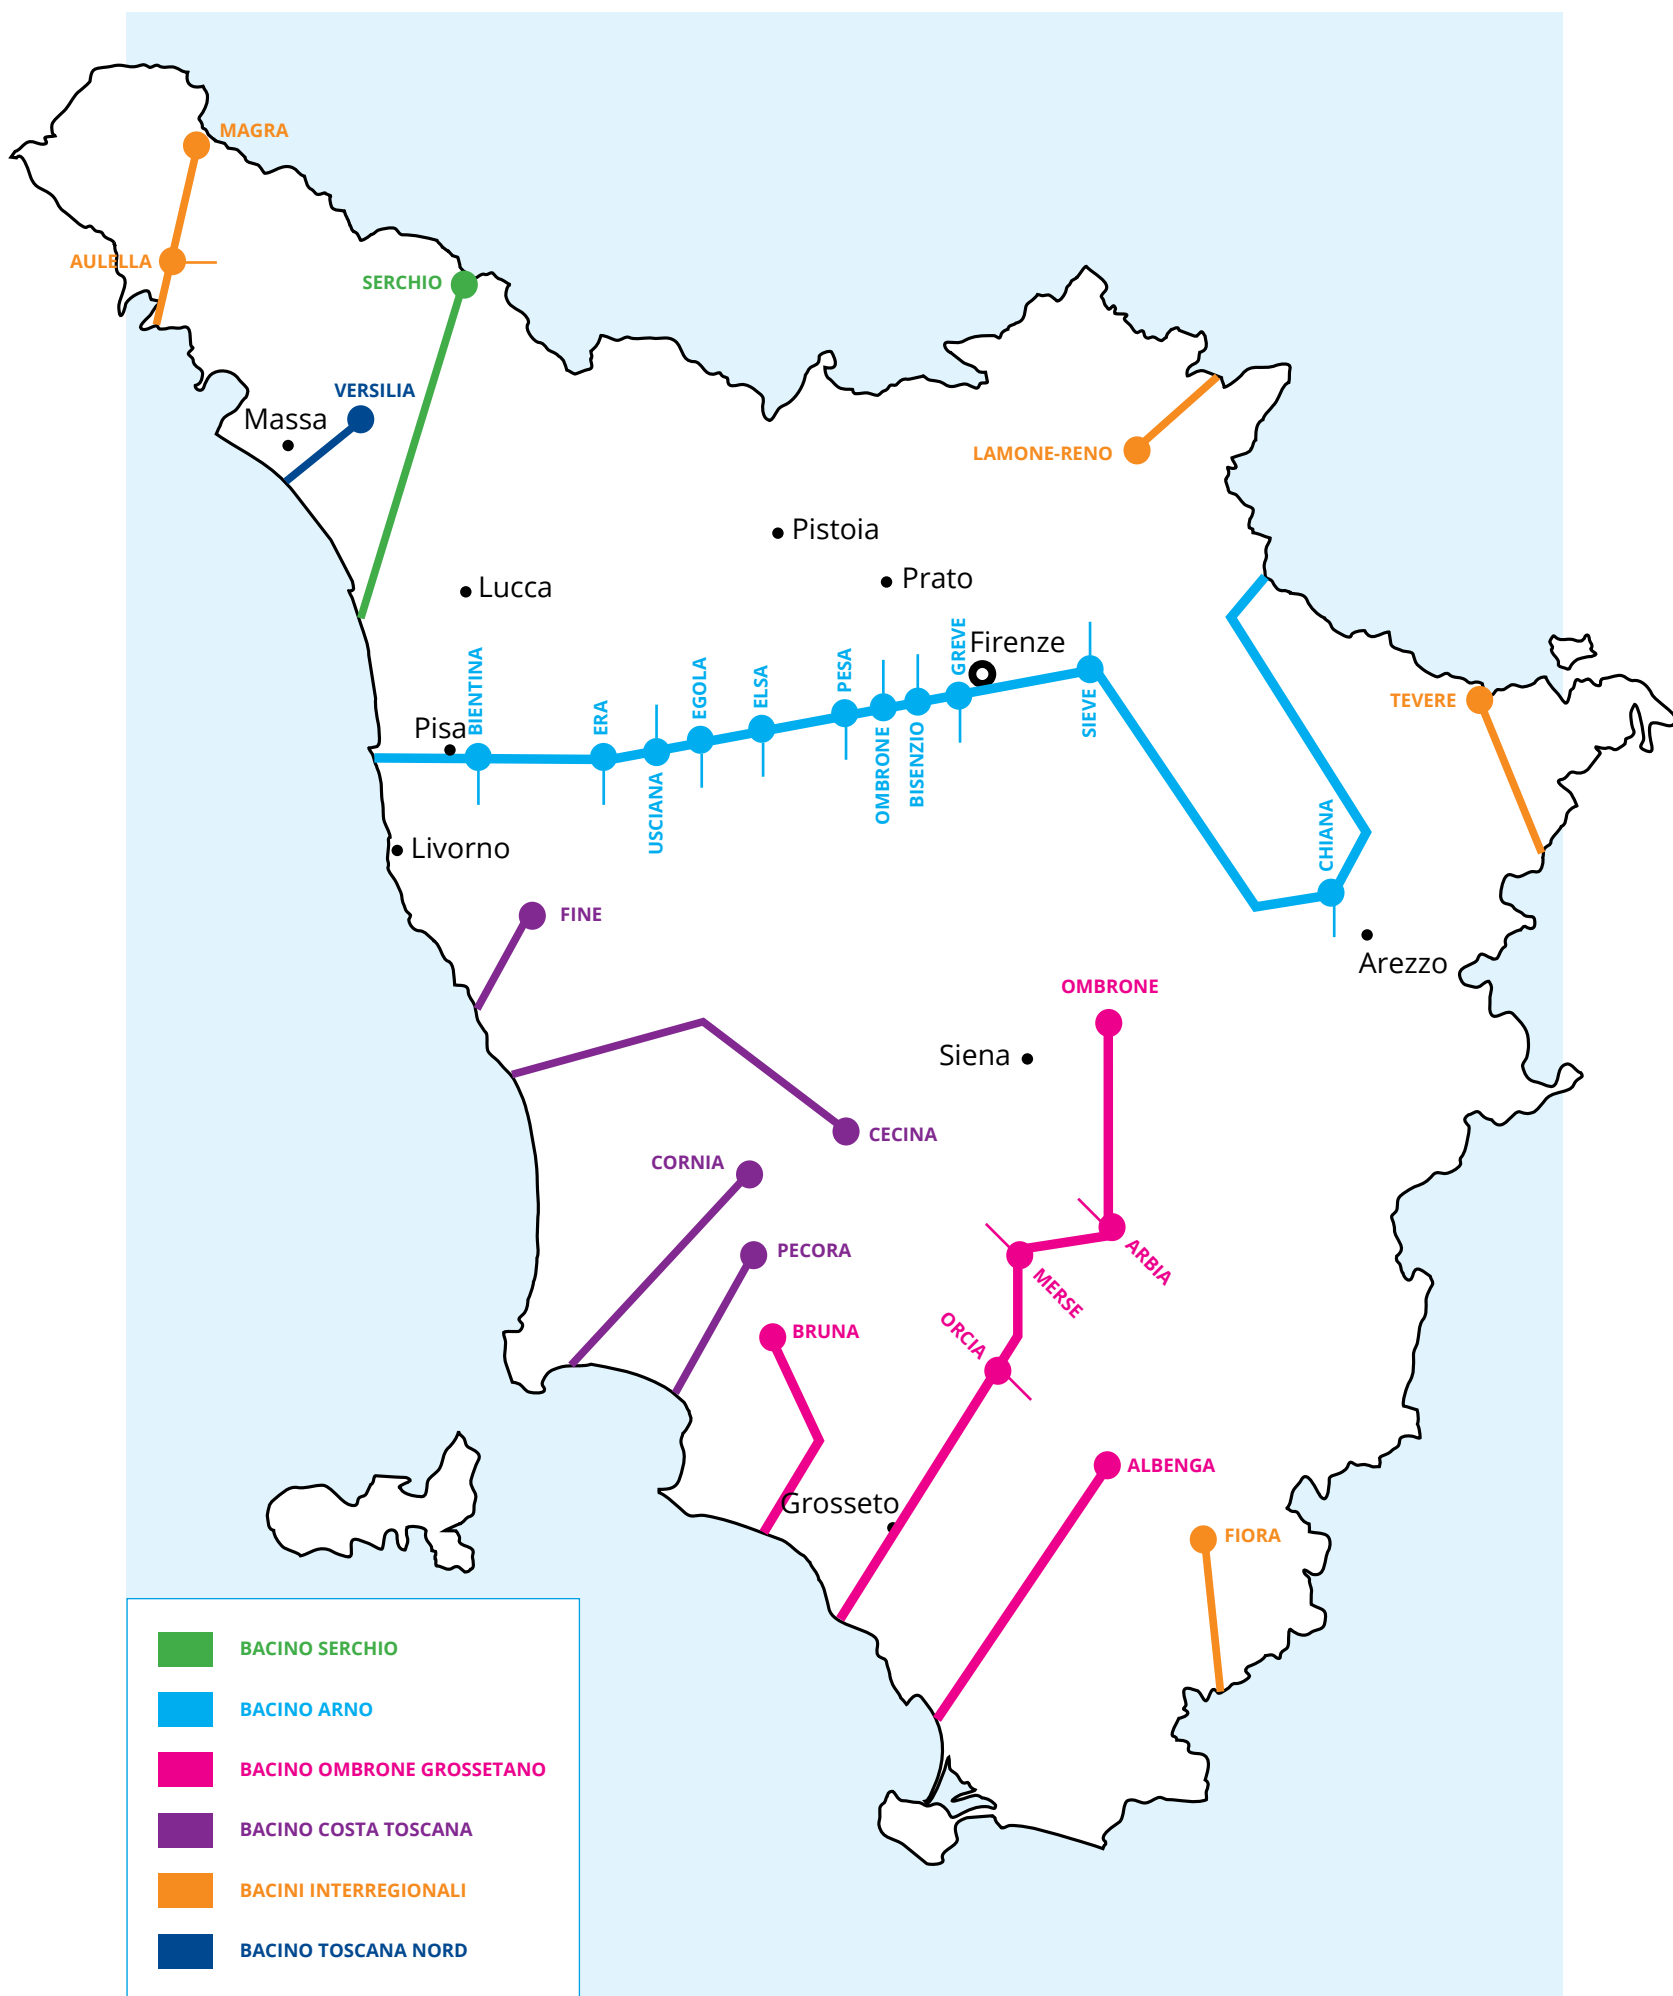 MAGRA
AULELLA
SERCHIO
VERSILIA
Massa
LAMONE-RENO
Pistoia
Prato
Lucca
Firenze
GREVE
BIENTINA
EGOLA
ELSA
PESA
ERA
Pisa
USCIANA
OMBRONE
BISENZIO
SIEVE
TEVERE
CHIANA
Livorno
FINE
Arezzo
OMBRONE
Siena
CECINA
CORNIA
PECORA
ARBIA
MERSE
ORCIA
BRUNA
ALBENGA
Grosseto
FIORA
BACINO SERCHIO
BACINO ARNO
BACINO OMBRONE GROSSETANO
BACINO COSTA TOSCANA
BACINI INTERREGIONALI
BACINO TOSCANA NORD